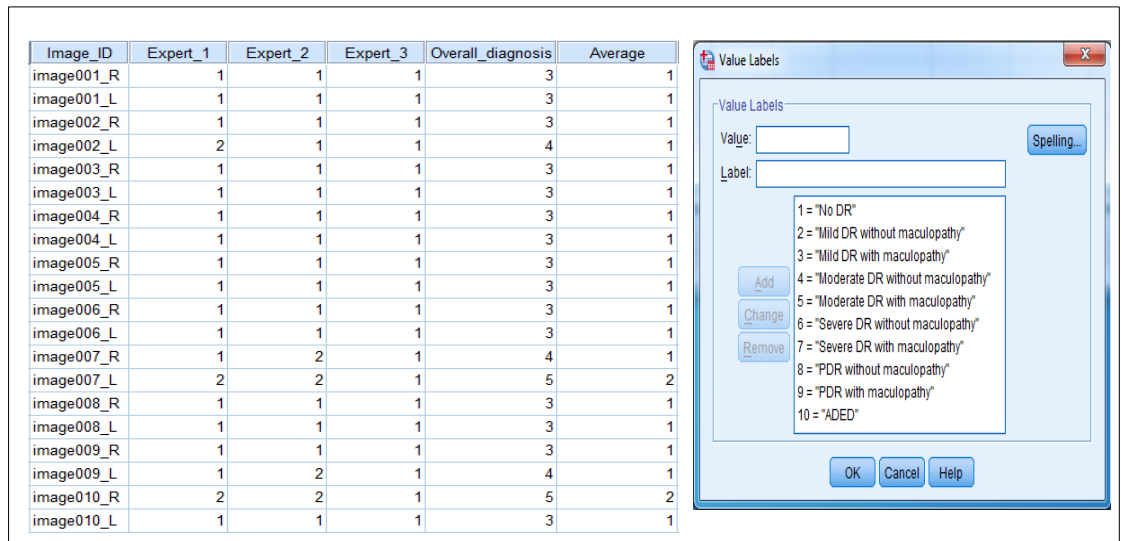 Image_ID Expert_1 Expert_2 Expert_3 Overall_diagnosis Average
image001_R 1 1 1 3 1
image001_L 1 1 1 3 1
image002_R 1 1 1 3 1
image002_L 2 1 1 4 1
image003_R 1 1 1 3 1
image003_L 1 1 1 3 1
image004_R 1 1 1 3 1
image004_L 1 1 1 3 1
image005_R 1 1 1 3 1
image005_L 1 1 1 3 1
image006_R 1 1 1 3 1
image006_L 1 1 1 3 1
image007_R 1 2 1 4 1
image007_L 2 2 1 5 2
image008_R 1 1 1 3 1
image008_L 1 1 1 3 1
image009_R 1 1 1 3 1
image009_L 1 2 1 4 1
image010_R 2 2 1 5 2
image010_L 1 1 1 3 1
Value Labels
X
Value Labels
Value:
Spelling...
Label:
1 = "No DR"
2 = "Mild DR without maculopathy"
3 = "Mild DR with maculopathy"
4 = "Moderate DR without maculopathy"
5 = "Moderate DR with maculopathy"
6 = "Severe DR without maculopathy"
7 = "Severe DR with maculopathy"
8 = "PDR without maculopathy"
9 = "PDR with maculopathy"
10 = "ADED"
Add
Change
Remove
OK Cancel Help